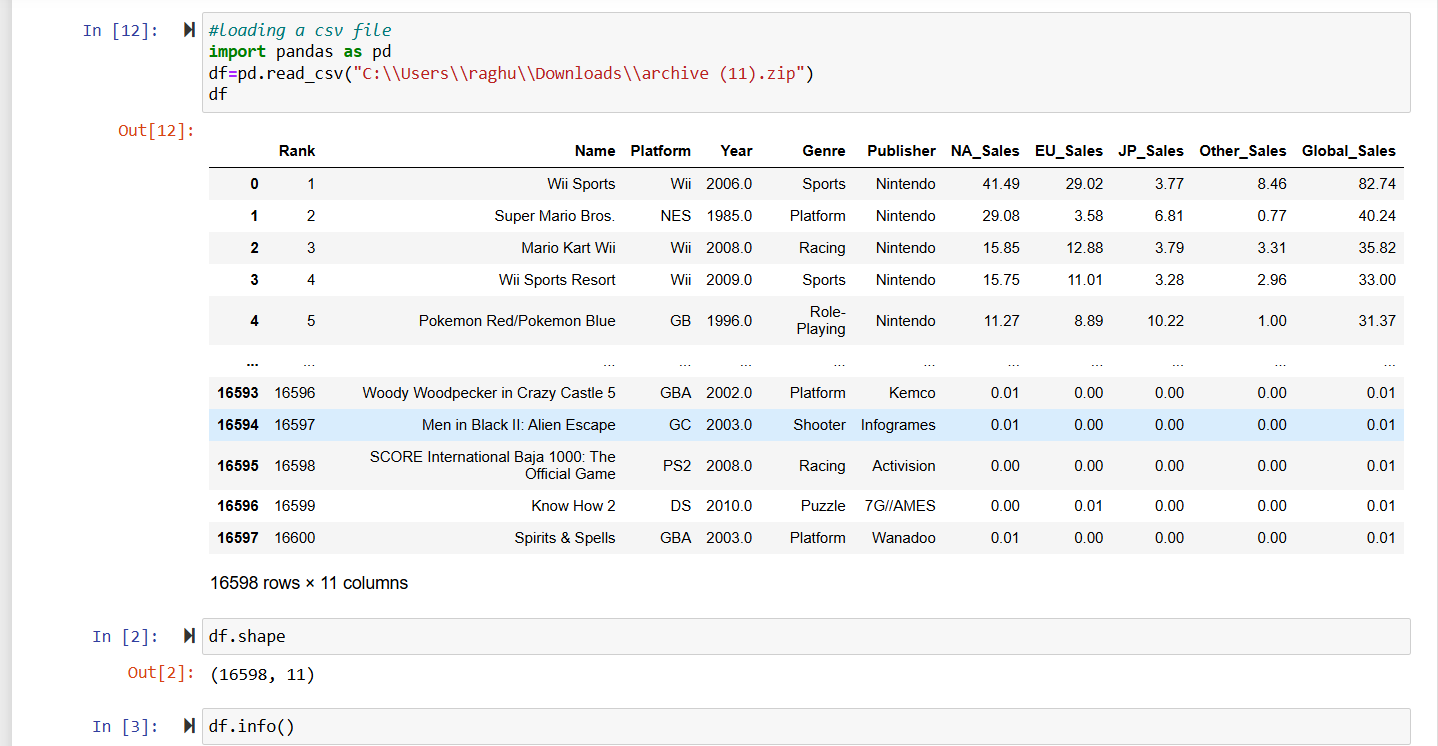 In [12]:
#Loading a csv file
import pandas as pd
df=pd.read_csv("C:\\Users\\raghu\\Downloads\\archive (11).zip")
df
Out[12]:
Rank Name Platform Year Genre Publisher NA_Sales EU_Sales JP_Sales Other_Sales Global_Sales
0 1 Wii Sports Wii 2006.0 Sports Nintendo 41.49 29.02 3.77 8.46 82.74
1 2 Super Mario Bros. NES 1985.0 Platform Nintendo 29.08 3.58 6.81 0.77 40.24
2 3 Mario Kart Wii Wii 2008.0 Racing Nintendo 15.85 12.88 3.79 3.31 35.82
3 4 Wii Sports Resort Wii 2009.0 Sports Nintendo 15.75 11.01 3.28 2.96 33.00
4 5 Pokemon Red/Pokemon Blue GB 1996.0 Role-
Playing Nintendo 11.27 8.89 10.22 1.00 31.37
... ... ... ... ... ... ... ... ... ... ... ...
16593 16596 Woody Woodpecker in Crazy Castle 5 GBA 2002.0 Platform Kemco 0.01 0.00 0.00 0.00 0.01
16594 16597 Men in Black II: Alien Escape GC 2003.0 Shooter Infogrames 0.01 0.00 0.00 0.00 0.01
16595 16598 SCORE International Baja 1000: The
Official Game PS2 2008.0 Racing Activision 0.00 0.00 0.00 0.00 0.01
16596 16599 Know How 2 DS 2010.0 Puzzle 7G//AMES 0.00 0.01 0.00 0.00 0.01
16597 16600 Spirits & Spells GBA 2003.0 Platform Wanadoo 0.01 0.00 0.00 0.00 0.01
16598 rows × 11 columns
In [2]:
df.shape
Out[2]:
(16598, 11)
In [3]:
df.info()